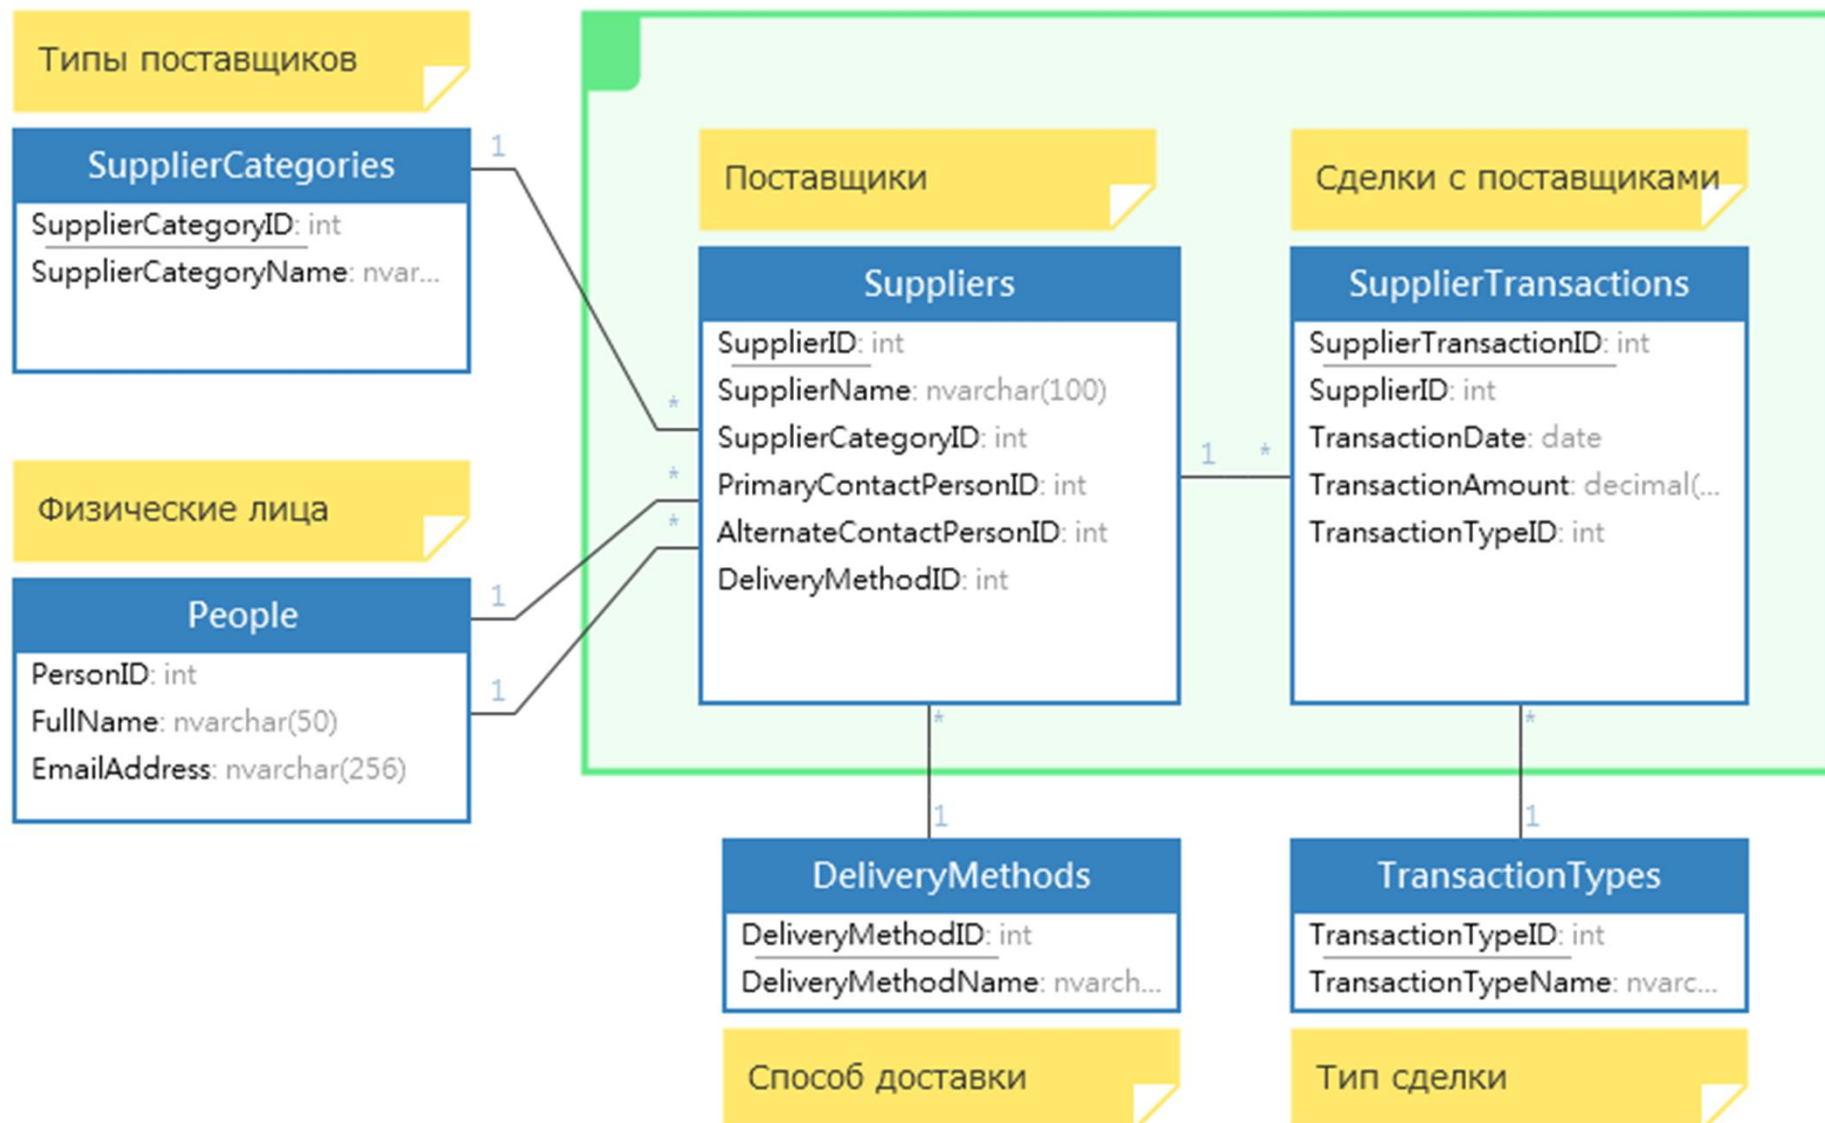 Типы поставщиков
SupplierCategories
SupplierCategoryID: int
SupplierCategoryName: nvar...
Физические лица
People
PersonID: int
FullName: nvarchar(50)
EmailAddress: nvarchar(256)
1
*
*
*
1
1
Поставщики
Suppliers
SupplierID: int
SupplierName: nvarchar(100)
SupplierCategoryID: int
PrimaryContactPersonID: int
AlternateContactPersonID: int
DeliveryMethodID: int
1 *
Сделки с поставщиками
SupplierTransactions
SupplierTransactionID: int
SupplierID: int
TransactionDate: date
TransactionAmount: decimal(...
TransactionTypeID: int
*
1
DeliveryMethods
DeliveryMethodID: int
DeliveryMethodName: nvarch...
Способ доставки
*
1
TransactionTypes
TransactionTypeID: int
TransactionTypeName: nvarc...
Тип сделки